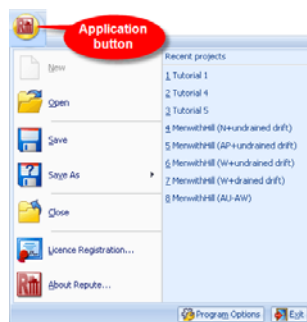 Application
button
Recent projects
New
1 Tutorial 1
2 Tutorial 4
Open
3 Tutorial 5
4 MenwithHill (N+undrained drift)
Save
5 MenwithHill (AP+undrained drift)
6 MenwithHill (W+undrained drift)
Save As
7 MenwithHill (W+drained drift)
8 MenwithHill (AU-AW)
Close
Licence Registration...
About Repute...
Program Options
Exit